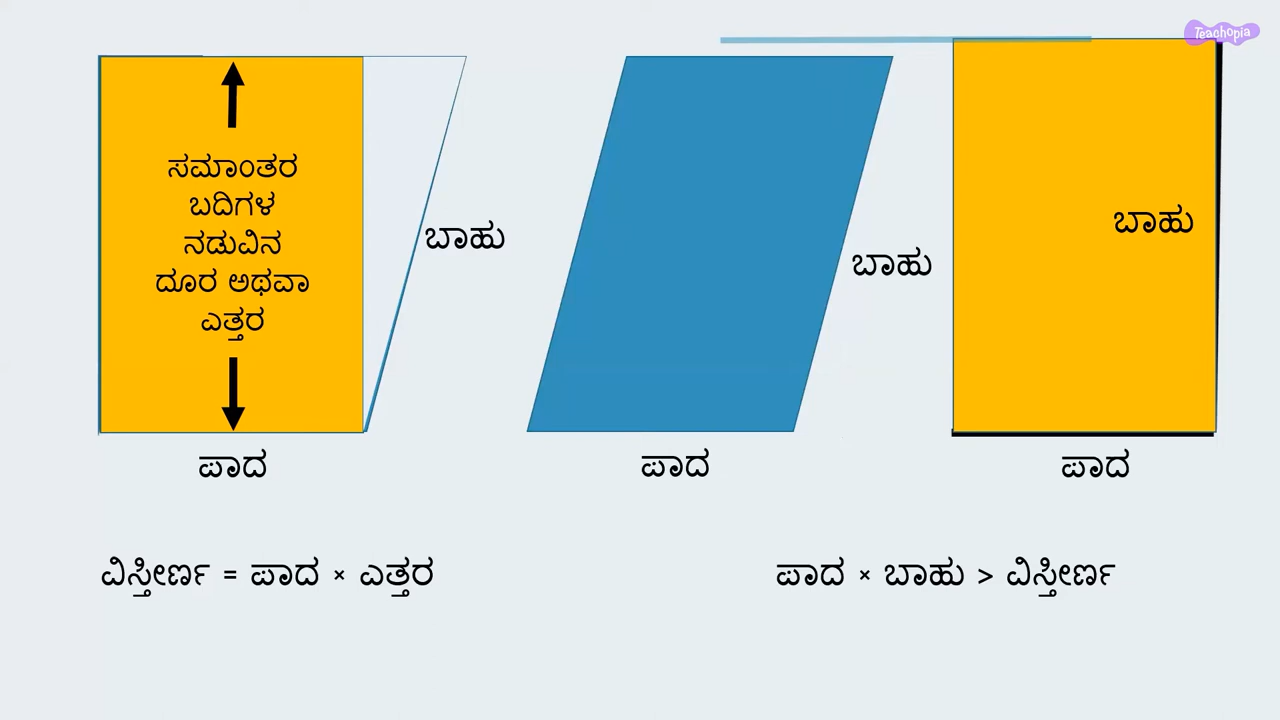 Teachopia
ಸಮಾಂತರ
ಬದಿಗಳ
ನಡುವಿನ
ದೂರ ಅಥವಾ
ಎತ್ತರ
ಬಾಹು
ಬಾಹು
ಬಾಹು
ಪಾದ
ಪಾದ
ಪಾದ
ವಿಸ್ತೀರ್ಣ = ಪಾದ × ಎತ್ತರ
ಪಾದ × ಬಾಹು > ವಿಸ್ತೀರ್ಣ